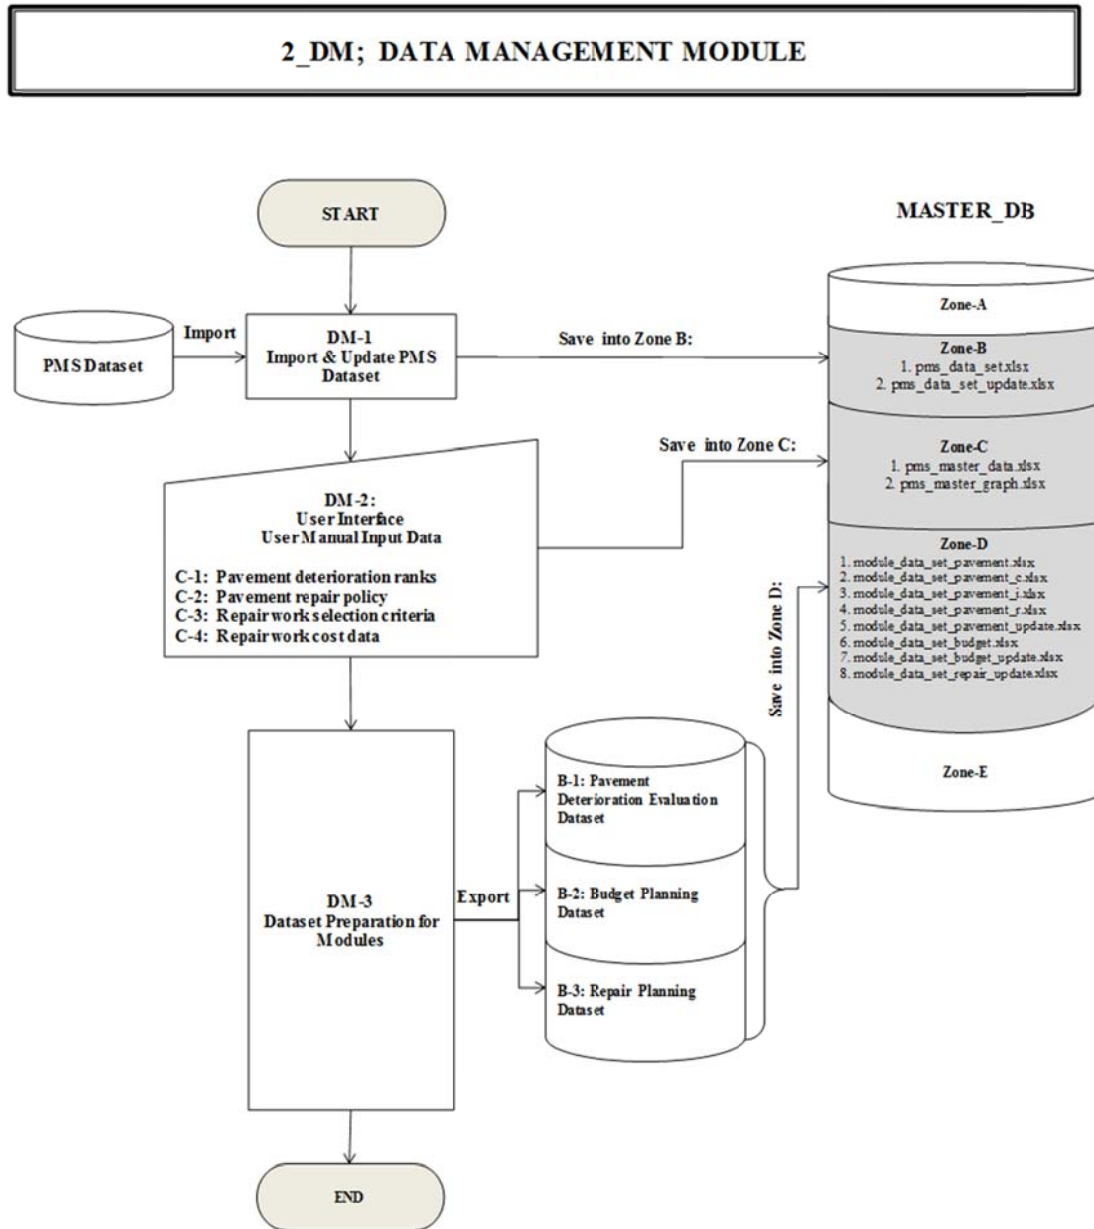 2_DM; DATA MANAGEMENT MODULE
START
MASTER_DB
Zone-A
Import
PMS Dataset
DM-1
Import & Update PMS
Dataset
Save into Zone B:
Zone-B
1. pms_data_set.xlsx
2. pms_data_set_update.xlsx
Save into Zone C:
Zone-C
1. pms_master_data.xlsx
2. pms_master_graph.xlsx
DM-2:
User Interface
User Manual Input Data
C-1: Pavement deterioration ranks
C-2: Pavement repair policy
C-3: Repair work selection criteria
C-4: Repair work cost data
Zone-D
1. module_data_set_pavement.xlsx
2. module_data_set_pavement_c.xlsx
3. module_data_set_pavement_i.xlsx
4. module_data_set_pavement_r.xlsx
5. module_data_set_pavement_update.xlsx
6. module_data_set_budget.xlsx
7. module_data_set_budget_update.xlsx
8. module_data_set_repair_update.xlsx
Save into Zone D:
Zone-E
DM-3
Dataset Preparation for
Modules
Export
B-1: Pavement
Deterioration Evaluation
Dataset
B-2: Budget Planning
Dataset
B-3: Repair Planning
Dataset
END